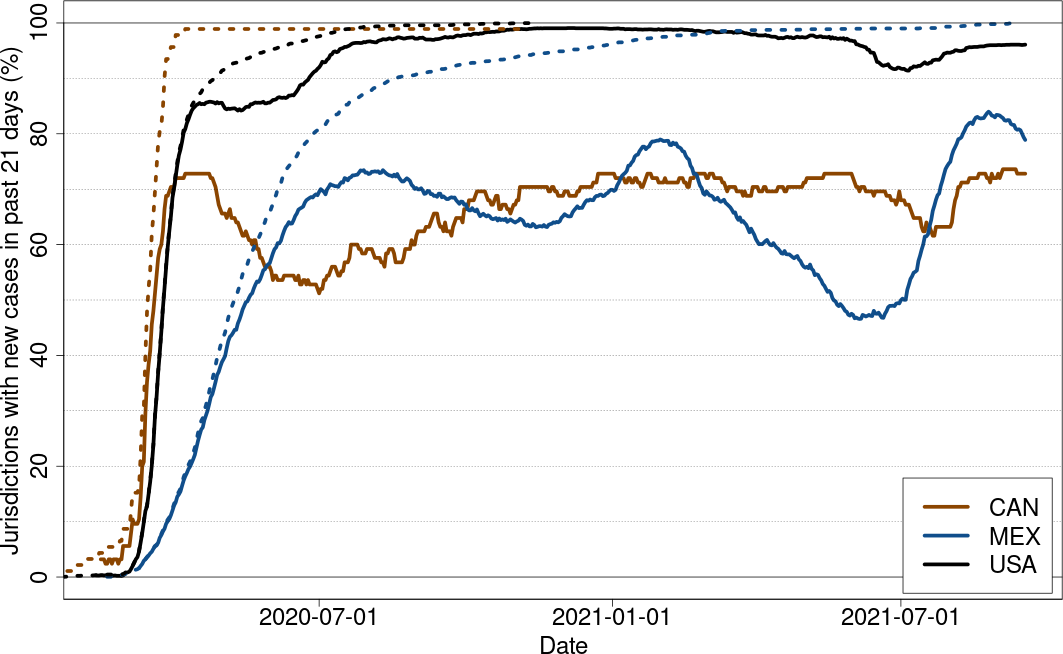 Jurisdictions with new cases in past 21 days (%)
100
80
60
40
20
0
CAN
MEX
USA
2020-07-01
2021-01-01
2021-07-01
Date